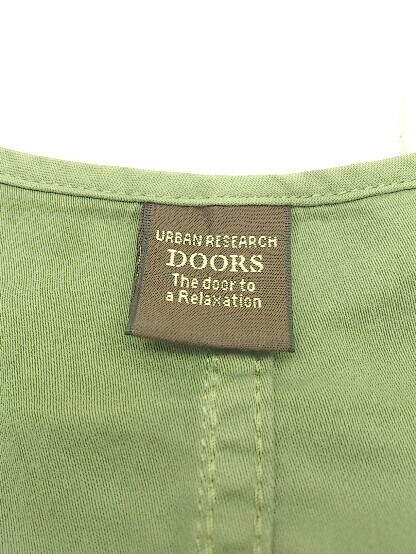 URBAN RESEARCH
DOORS
The door to
a Relaxation